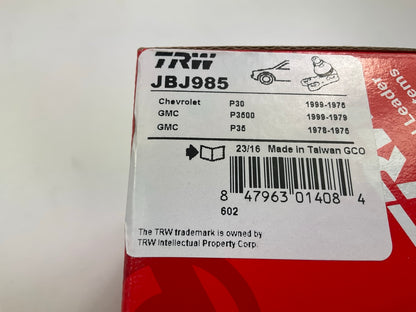 TRW
JBJ985
Chevrolet P30 1999-1976
GMC P3500 1999-1979
GMC P35 1978-1976
23/16 Made in Taiwan GCO
8 47963 01408 4
602
The TRW trademark is owned by
TRW Intellectual Property Corp.
Leader